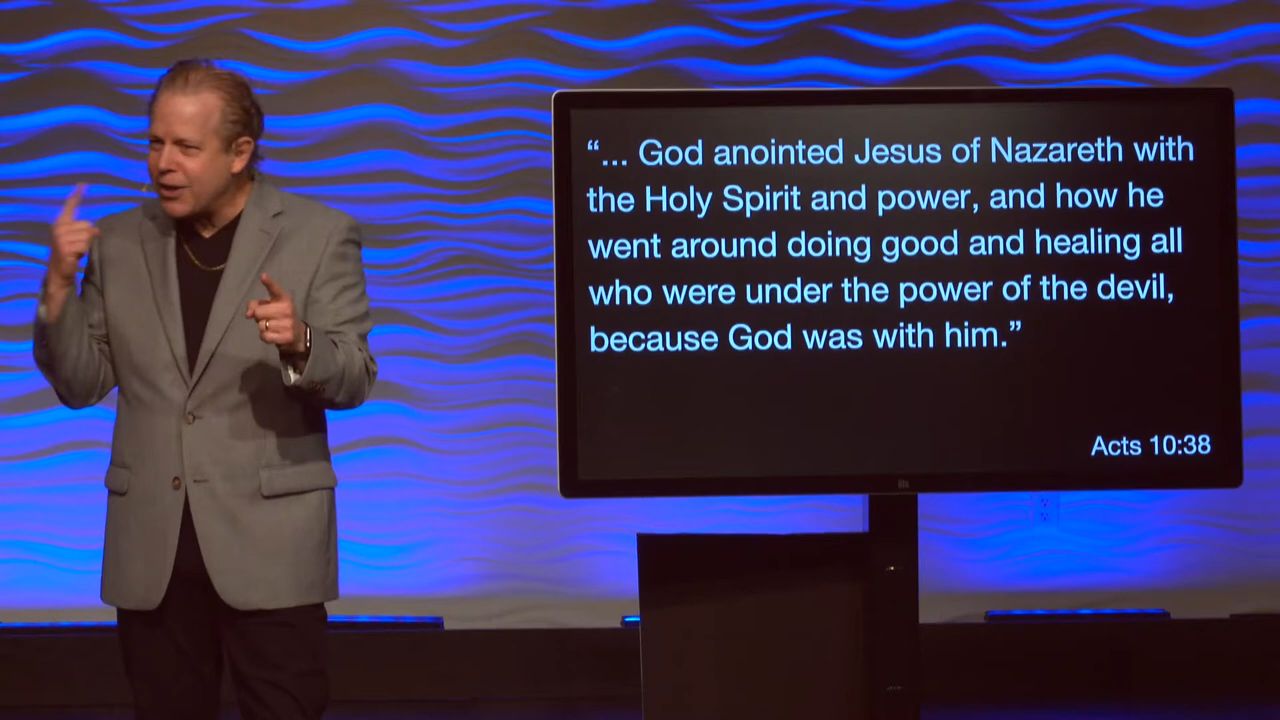 “... God anointed Jesus of Nazareth with
the Holy Spirit and power, and how he
went around doing good and healing all
who were under the power of the devil,
because God was with him.”
Acts 10:38
elo